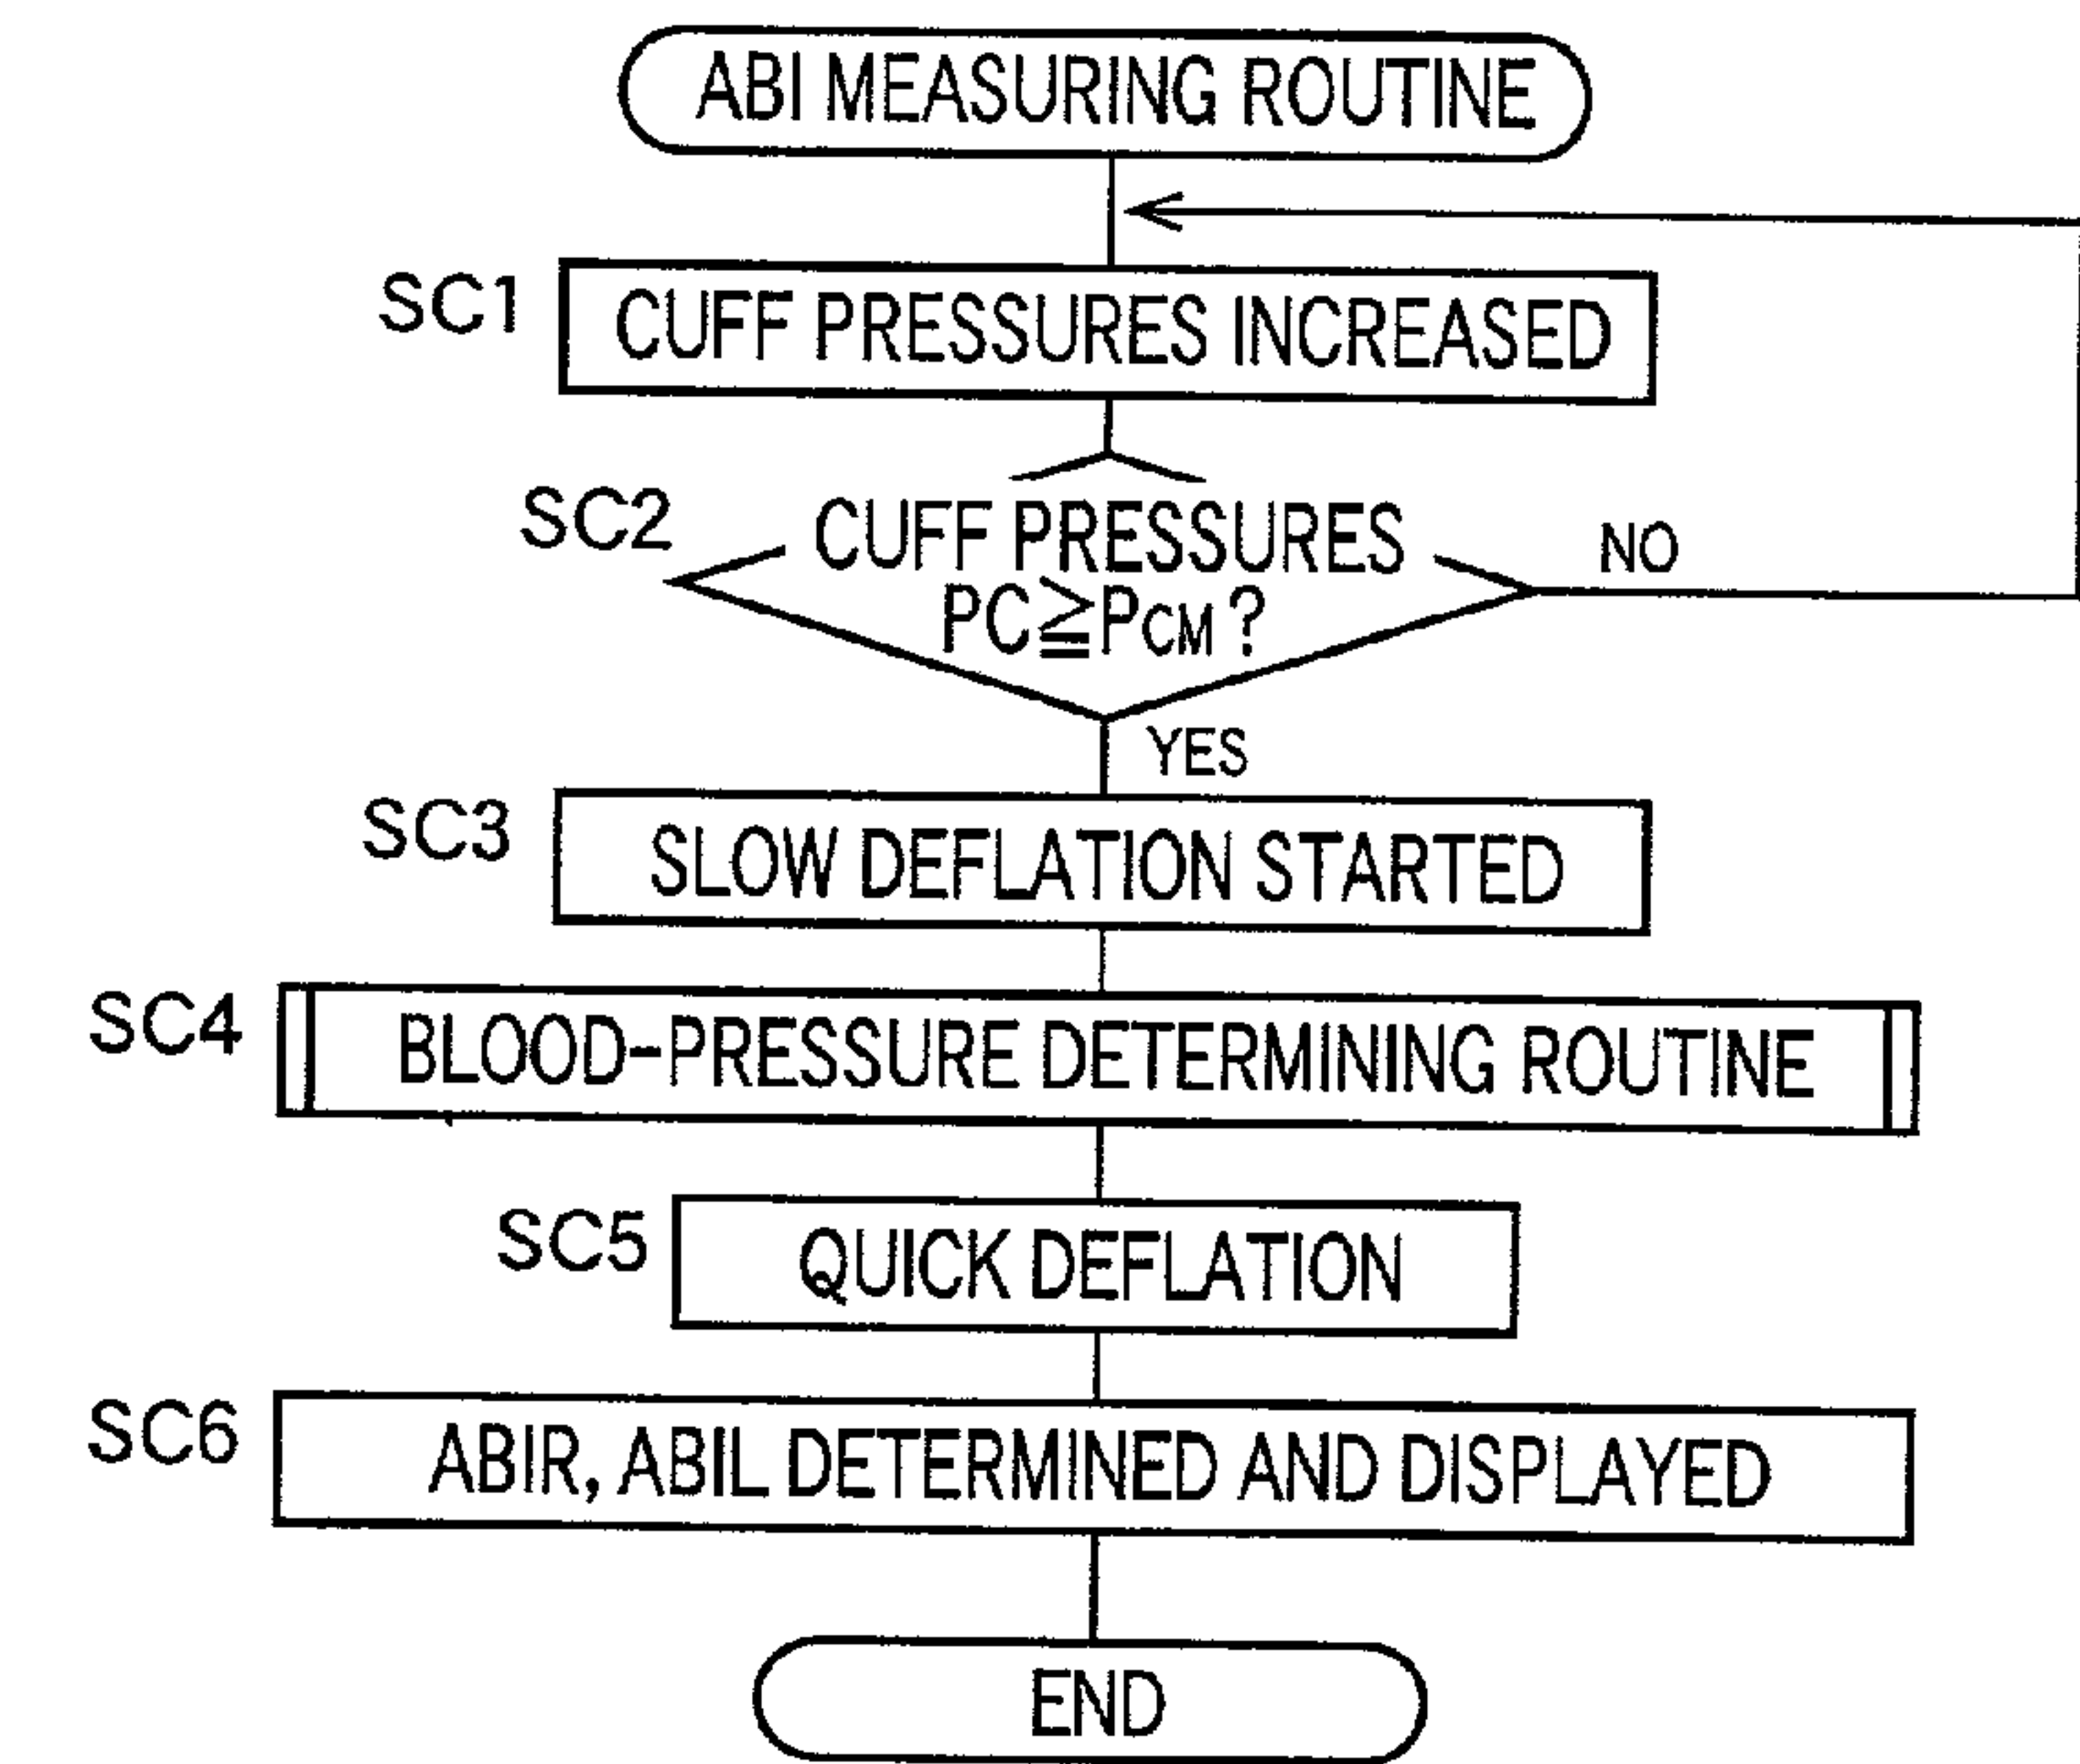 ABI MEASURING ROUTINE
SC1
CUFF PRESSURES INCREASED
SC2
CUFF PRESSURES
PC≧PCM?
NO
YES
SC3
SLOW DEFLATION STARTED
SC4
BLOOD-PRESSURE DETERMINING ROUTINE
SC5
QUICK DEFLATION
SC6
ABIR, ABIL DETERMINED AND DISPLAYED
END